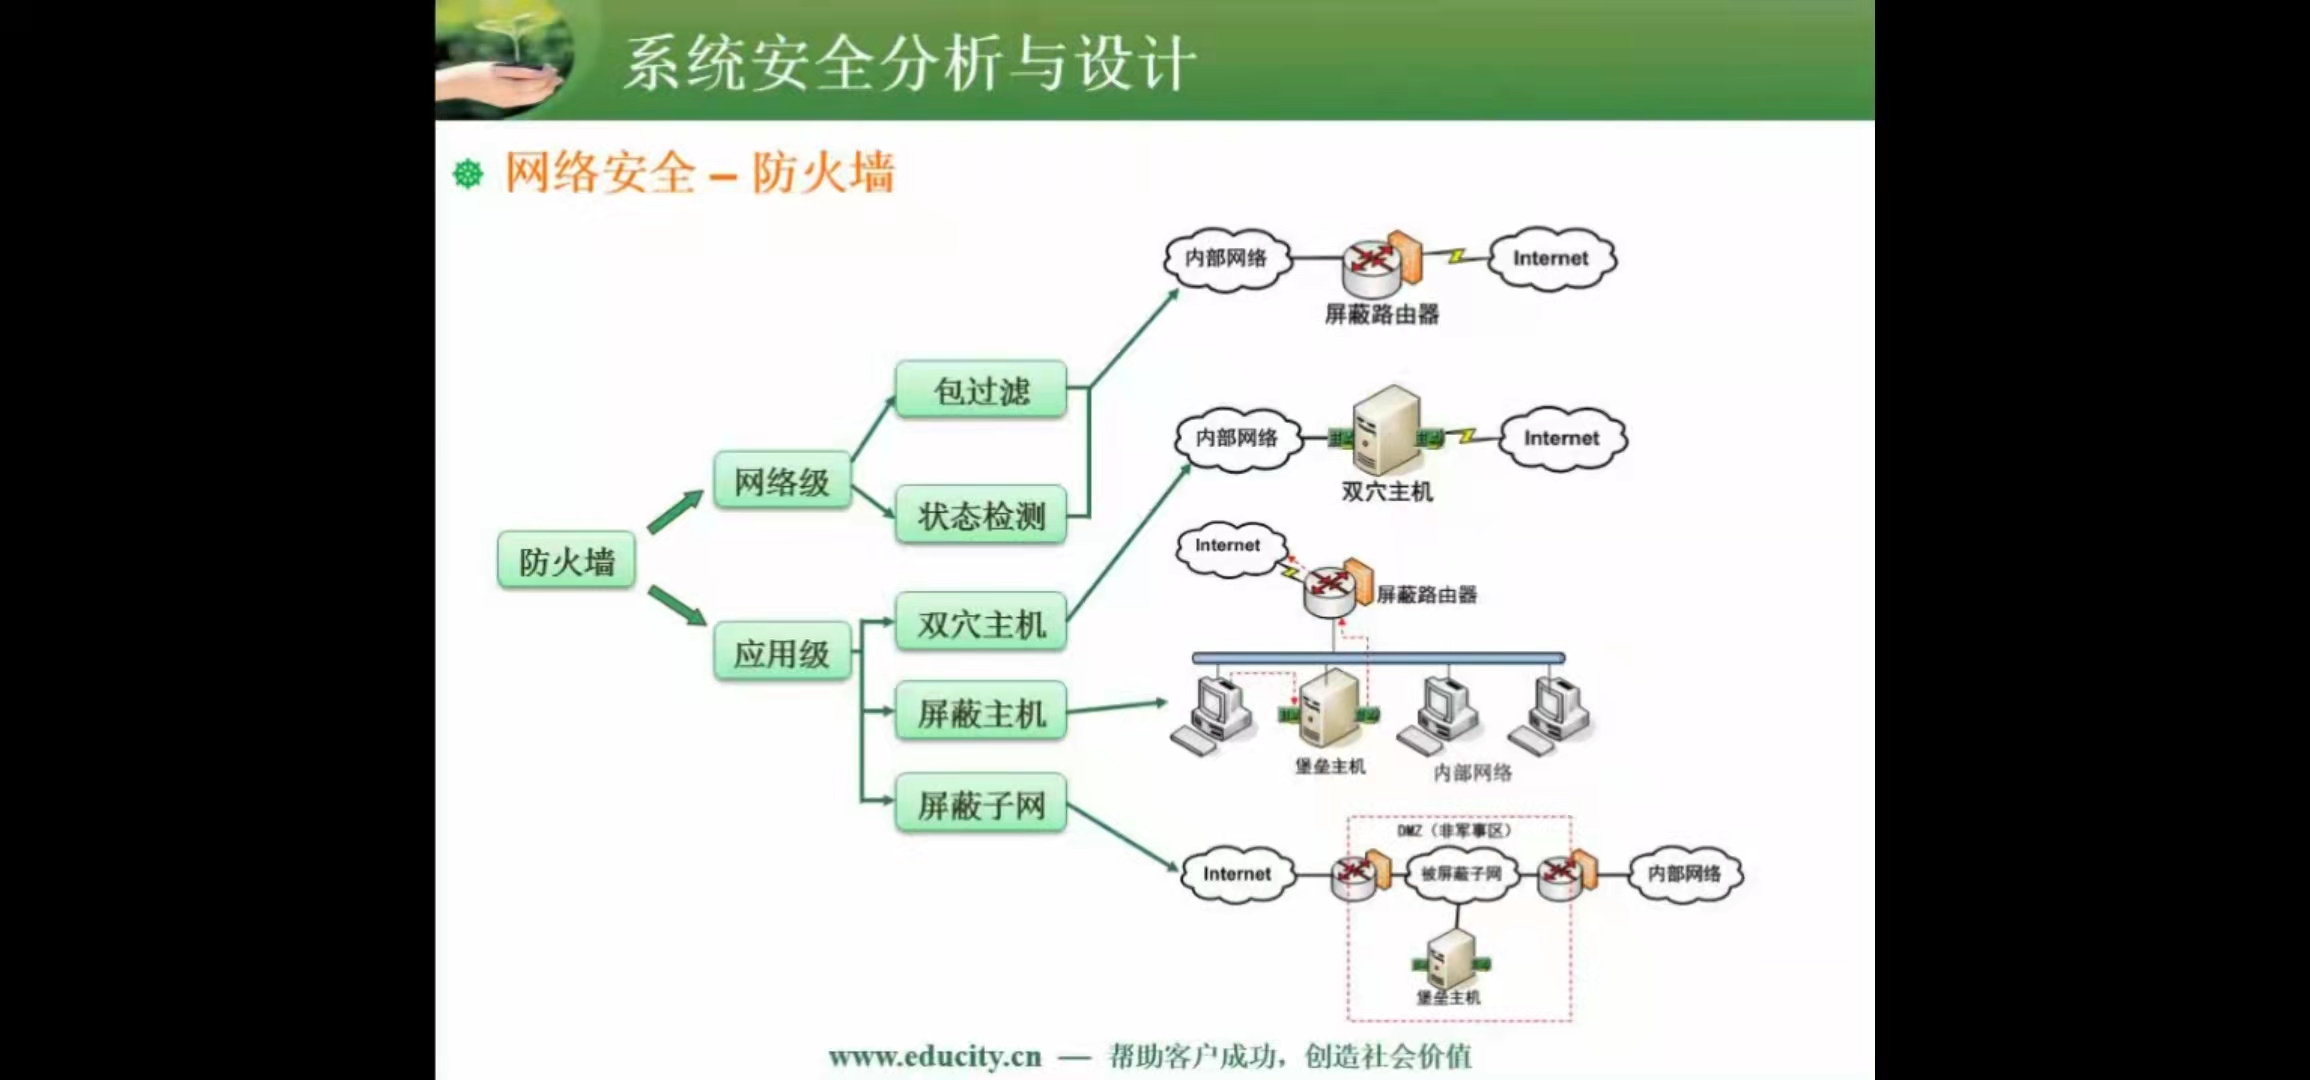 系统安全分析与设计
网络安全 – 防火墙
内部网络
Internet
屏蔽路由器
包过滤
内部网络
Internet
双穴主机
网络级
状态检测
防火墙
Internet
屏蔽路由器
应用级
双穴主机
屏蔽主机
堡垒主机
内部网络
屏蔽子网
DMZ（非军事区）
Internet
被屏蔽子网
内部网络
堡垒主机
www.educity.cn — 帮助客户成功，创造社会价值